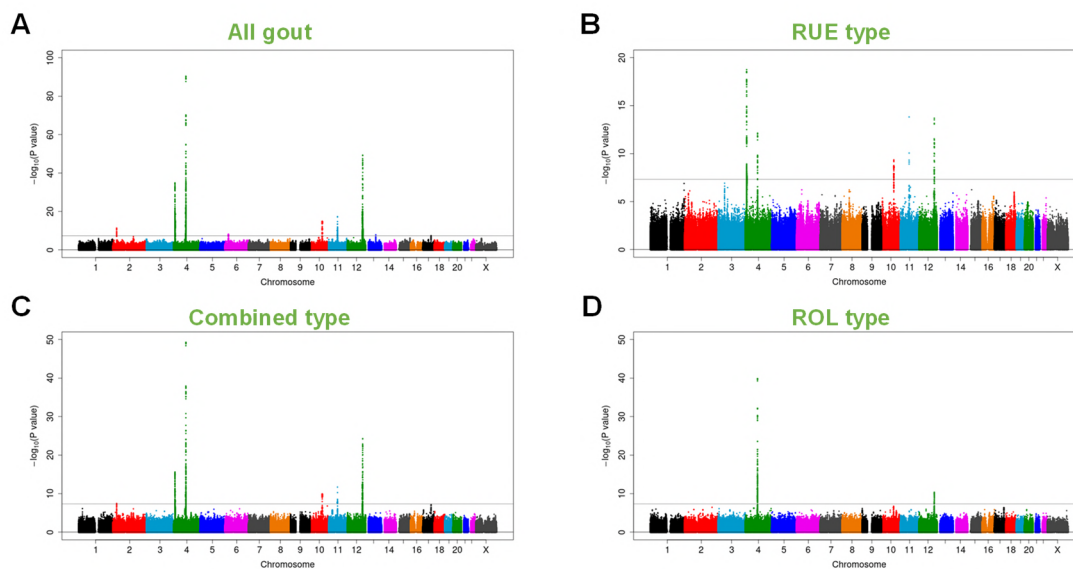 A
All gout
−log10(P value)
100
80
60
40
20
0
1 2 3 4 5 6 7 8 9 10 11 12 14 16 18 20 X
Chromosome
B
RUE type
−log10(P value)
20
15
10
5
0
1 2 3 4 5 6 7 8 9 10 11 12 14 16 18 20 X
Chromosome
C
Combined type
−log10(P value)
50
40
30
20
10
0
1 2 3 4 5 6 7 8 9 10 11 12 14 16 18 20 X
Chromosome
D
ROL type
−log10(P value)
50
40
30
20
10
0
1 2 3 4 5 6 7 8 9 10 11 12 14 16 18 20 X
Chromosome